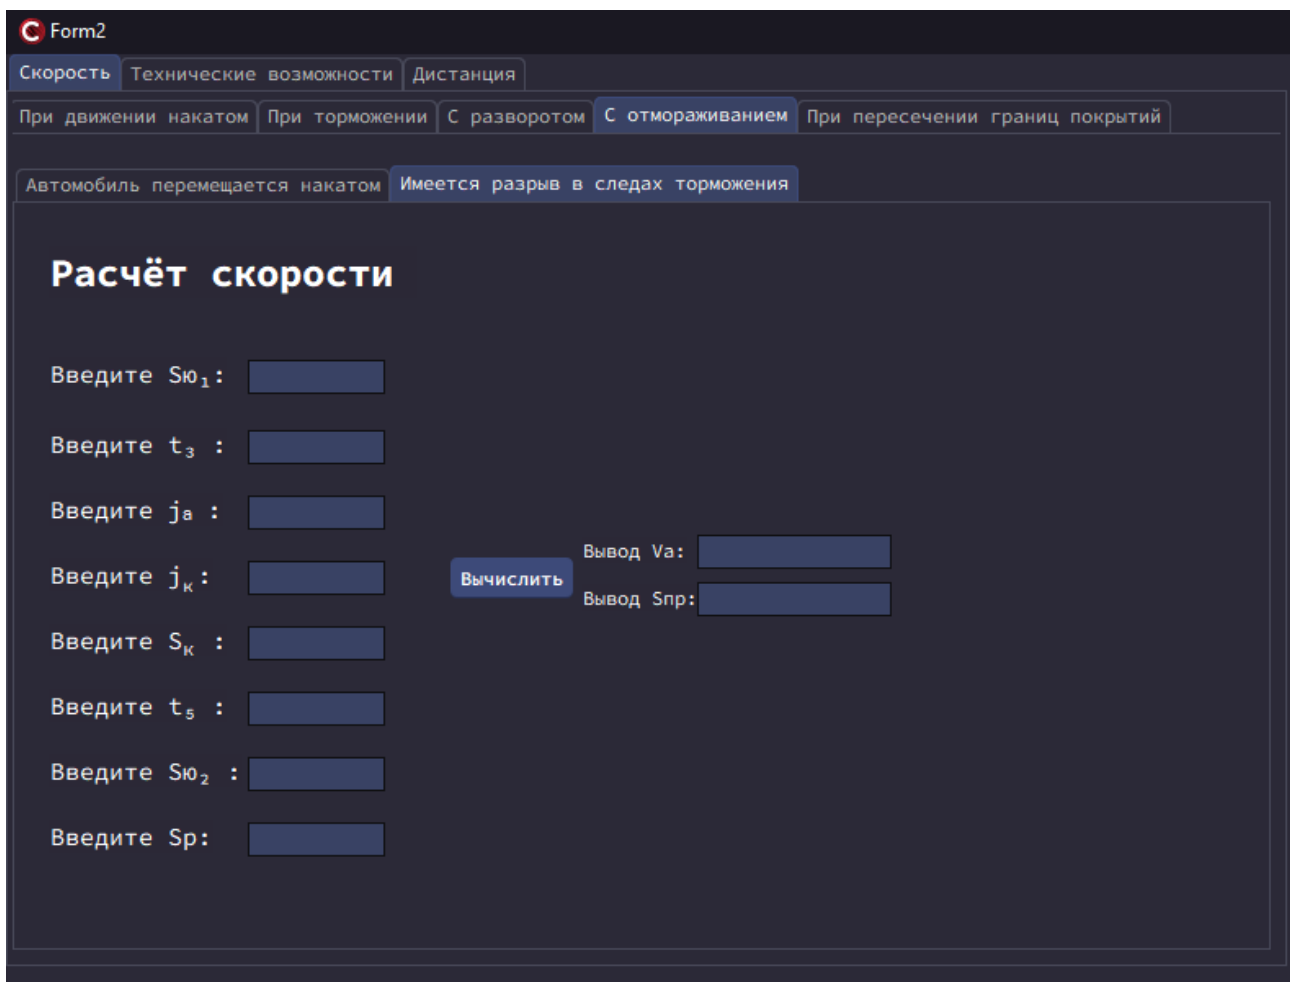 Form2
Скорость Технические возможности Дистанция
При движении накатом При торможении С разворотом С отмораживанием При пересечении границ покрытий
Автомобиль перемещается накатом Имеется разрыв в следах торможения
Расчёт скорости
Введите Sю₁:
Введите t₃ :
Введите jа :
Введите jк:
Введите Sк :
Введите t₅ :
Введите Sю₂ :
Введите Sр:
Вычислить
Вывод Va:
Вывод Sпр: